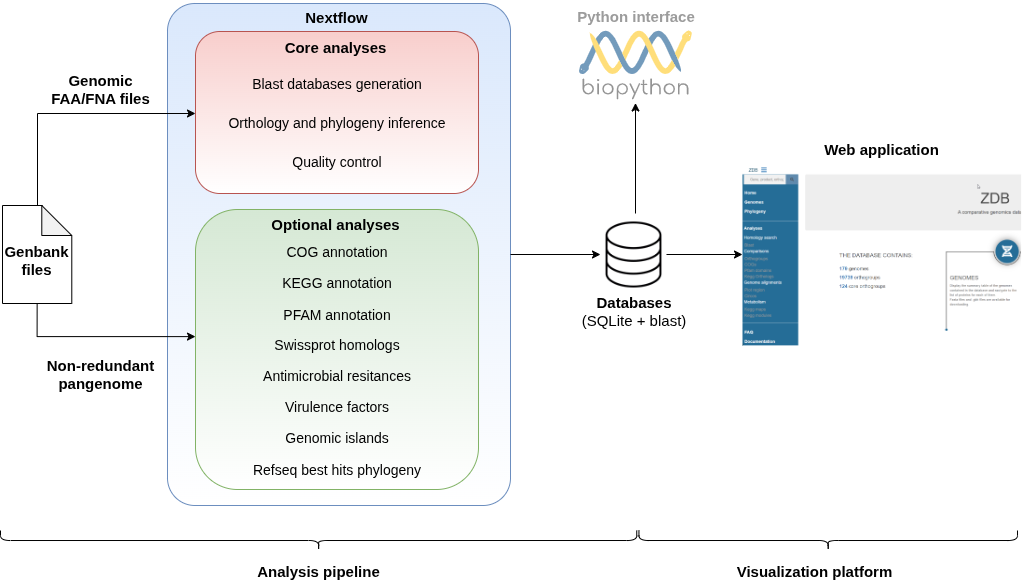 Nextflow
Core analyses
Blast databases generation
Orthology and phylogeny inference
Quality control
Genomic
FAA/FNA files
Genbank
files
Non-redundant
pangenome
Optional analyses
COG annotation
KEGG annotation
PFAM annotation
Swissprot homologs
Antimicrobial resitances
Virulence factors
Genomic islands
Refseq best hits phylogeny
Python interface
biopython
Databases
(SQLite + blast)
Web application
ZDB
Home
Genomes
Phylogeny
Analyses
Homology search
Comparisons
Genome alignments
Metabolism
FAQ
Documentation
ZDB
A comparative genomics data
THE DATABASE CONTAINS:
176 genomes
19739 orthogroups
124 core orthogroups
GENOMES
Analysis pipeline
Visualization platform